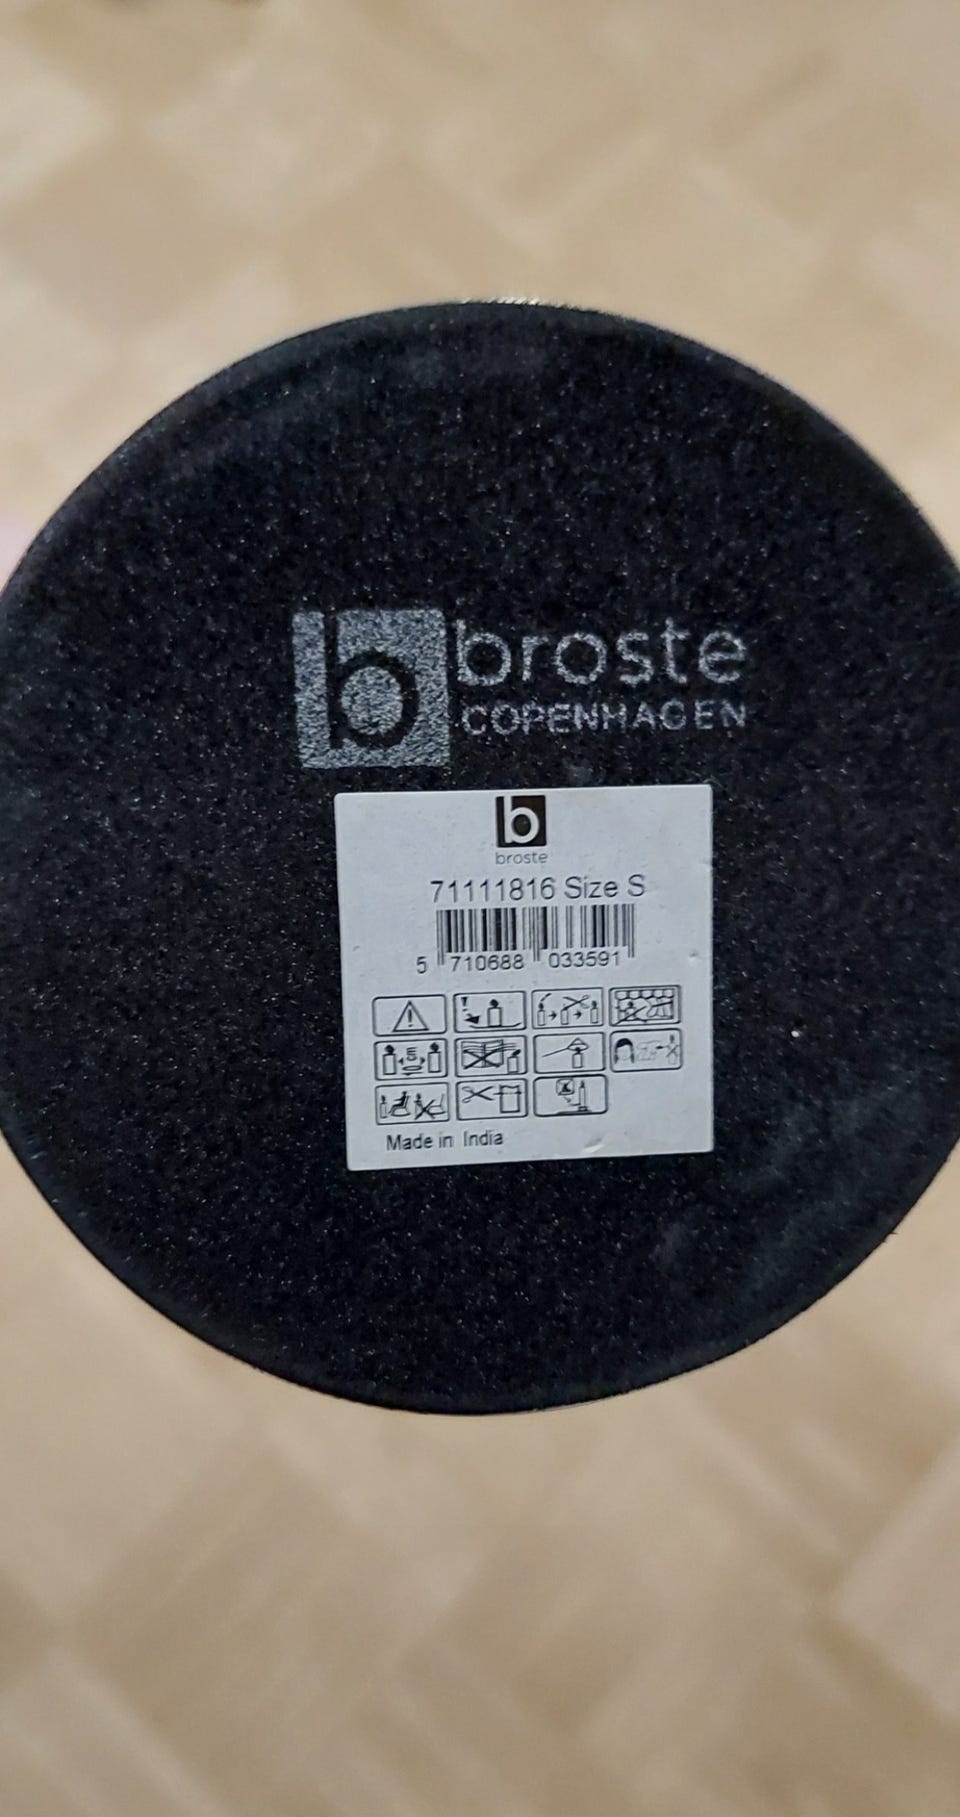 b broste
COPENHAGEN
b
broste
71111816 Size S
5 710688 033591
Made in India